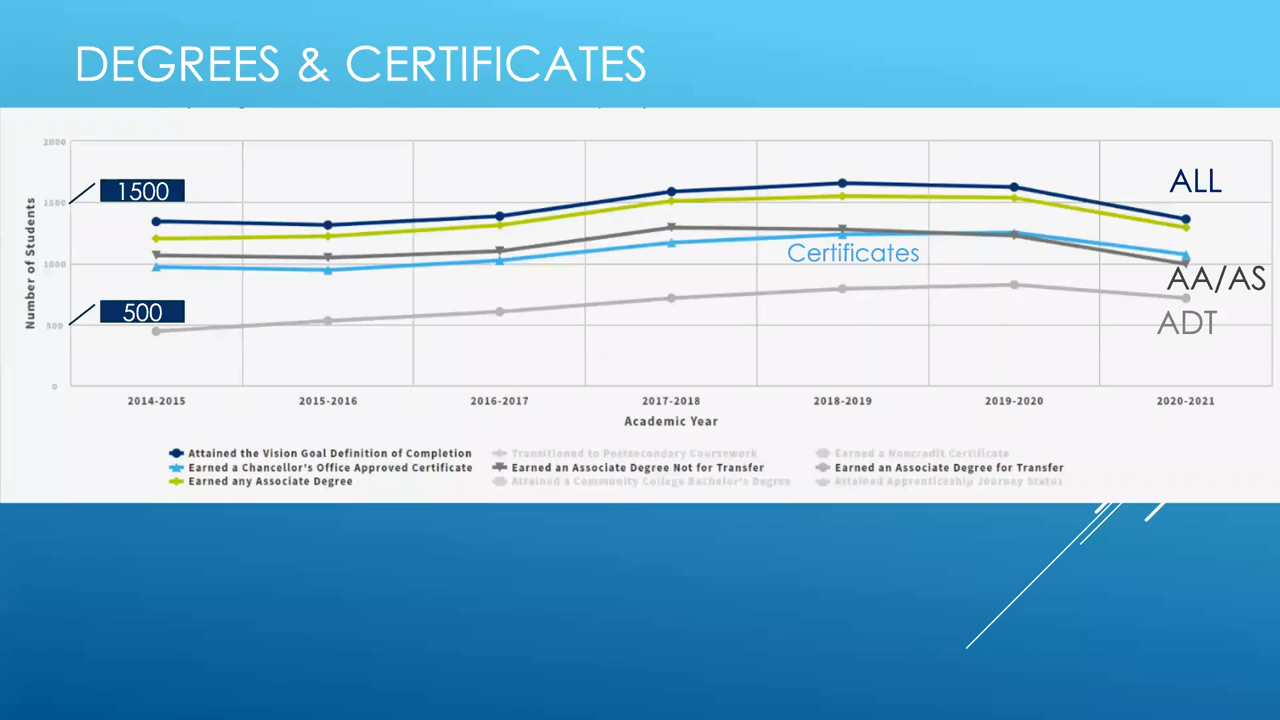 DEGREES & CERTIFICATES
2000
1500
1500
1000
500
500
0
Number of Students
ALL
Certificates
AA/AS
ADT
2014-2015 2015-2016 2016-2017 2017-2018 2018-2019 2019-2020 2020-2021
Academic Year
Attained the Vision Goal Definition of Completion Transitioned to Postsecondary Coursework Earned a Noncredit Certificate
Earned a Chancellor's Office Approved Certificate Earned an Associate Degree Not for Transfer Earned an Associate Degree for Transfer
Earned any Associate Degree Attained a Community College Bachelor's Degree Attained Apprenticeship Journey Status